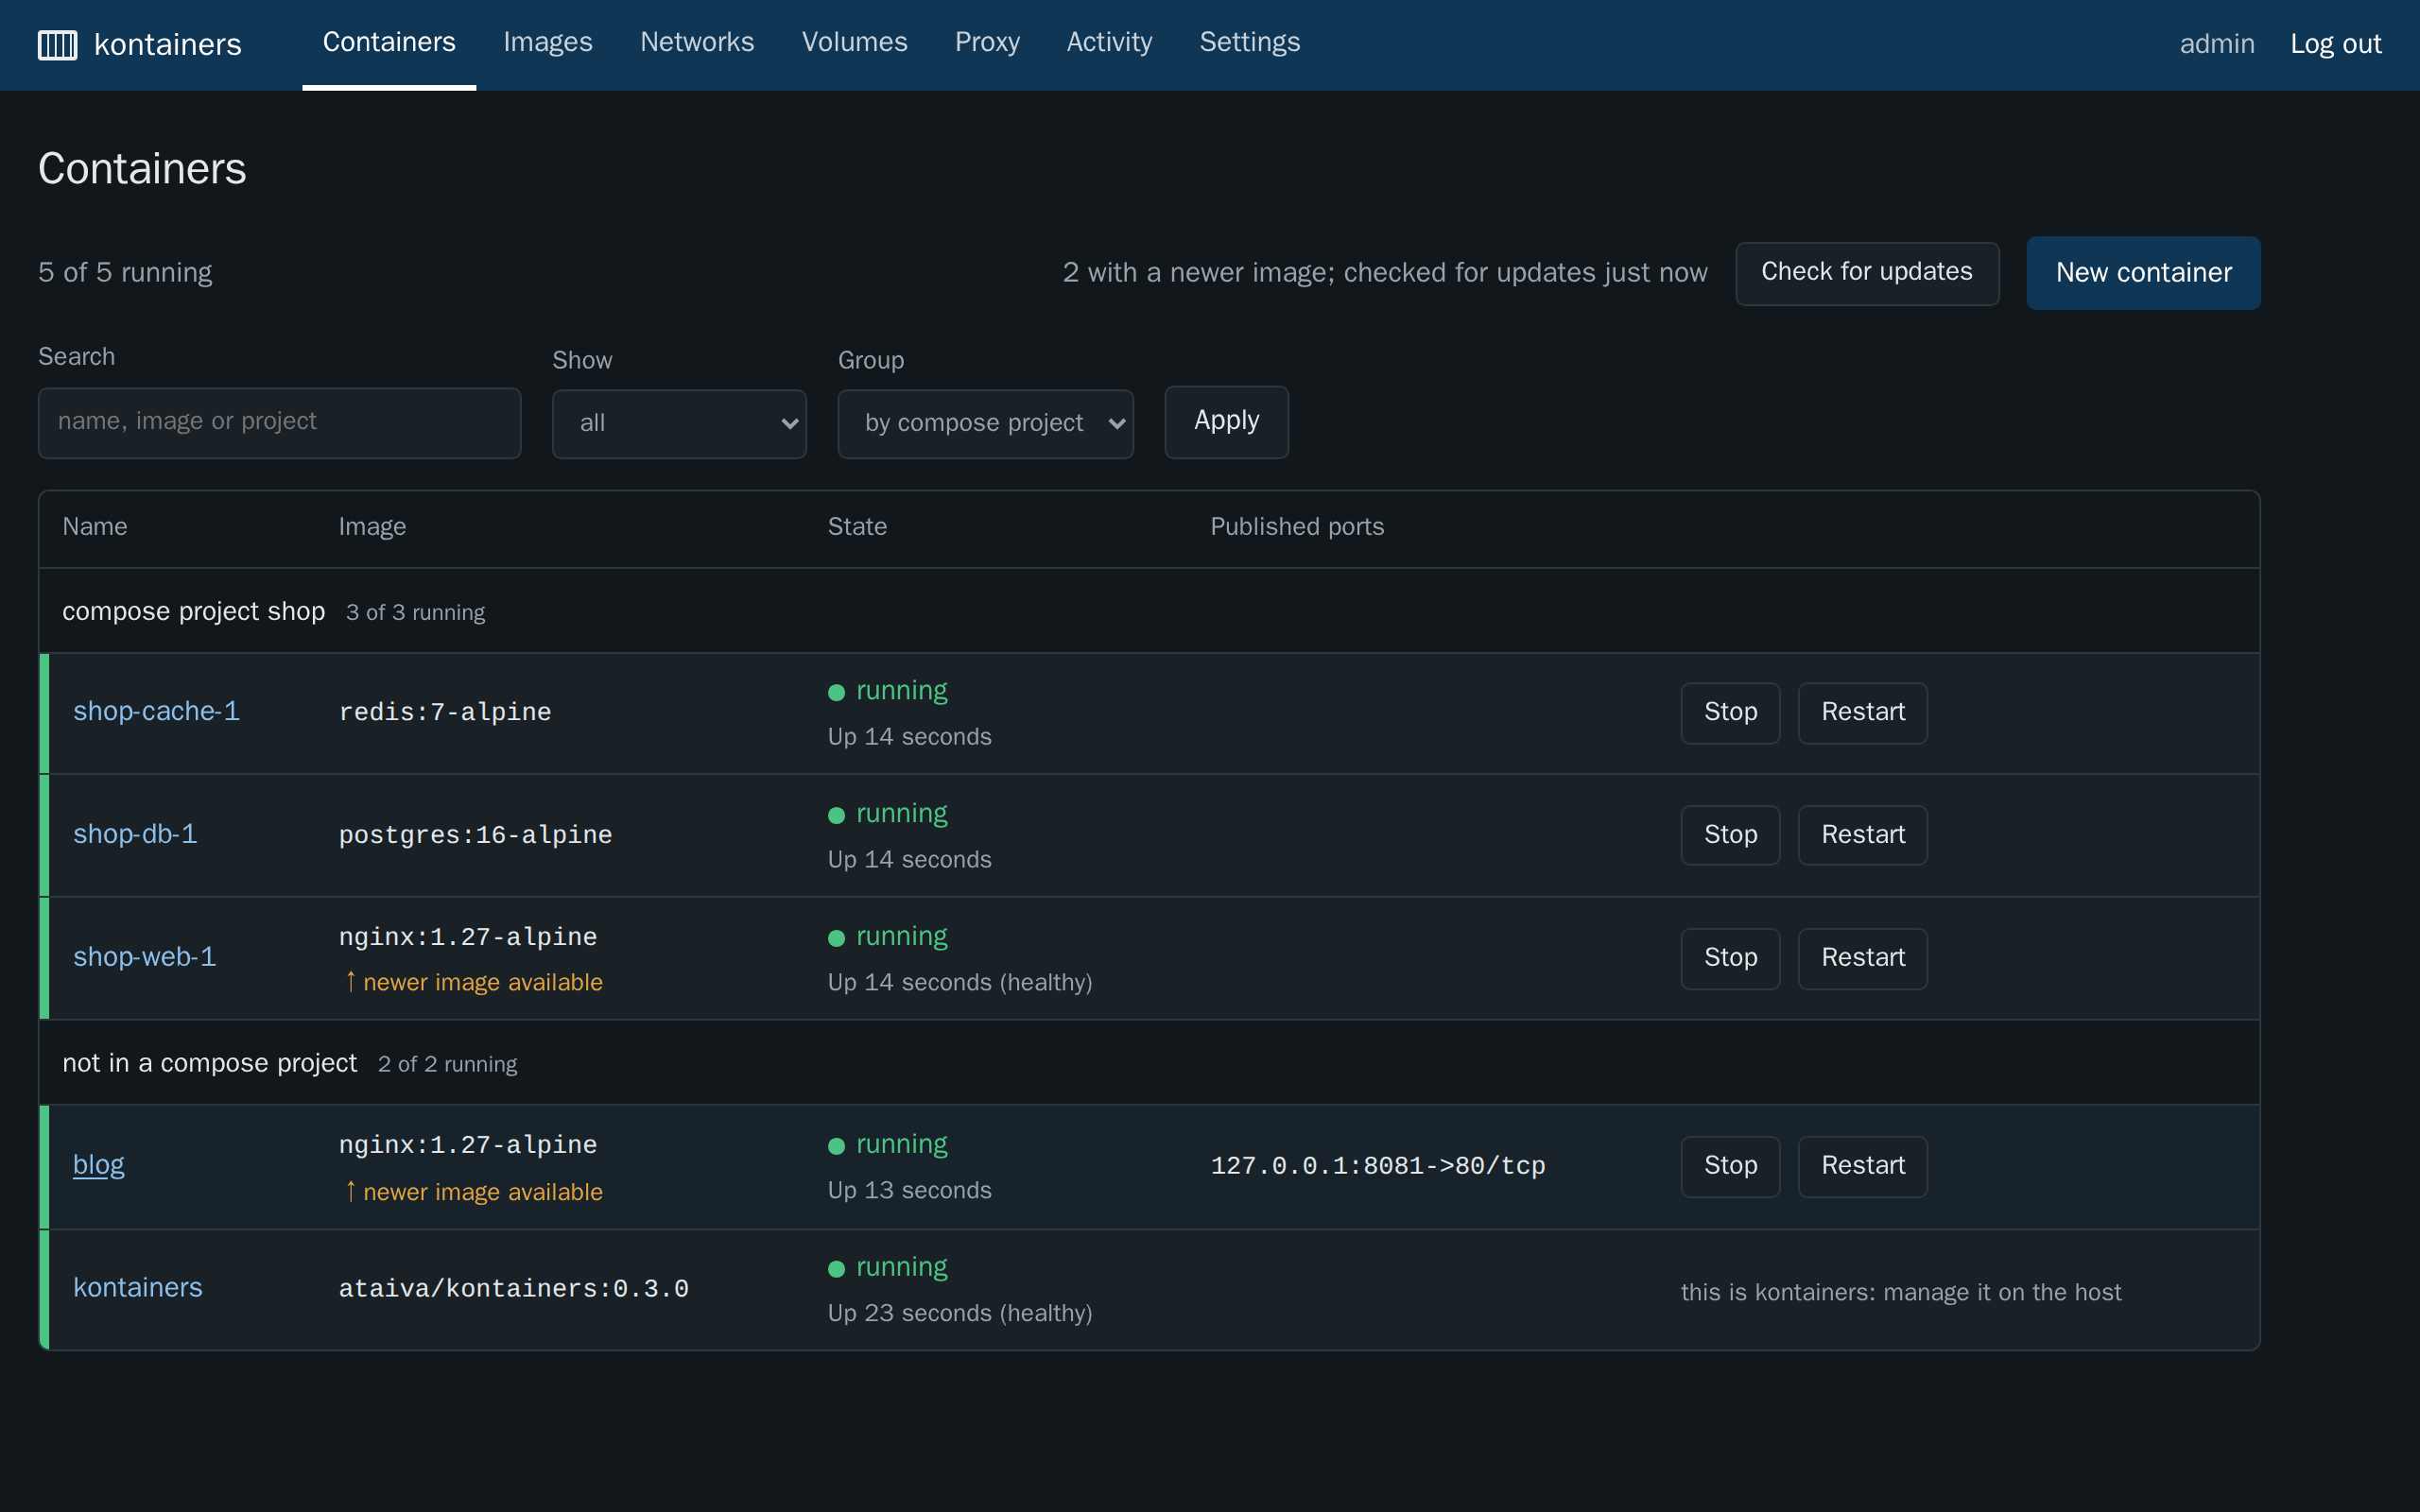 kontainers Containers Images Networks Volumes Proxy Activity Settings admin Log out
Containers
5 of 5 running 2 with a newer image; checked for updates just now Check for updates New container
Search Show Group
name, image or project all by compose project Apply
Name Image State Published ports
compose project shop 3 of 3 running
shop-cache-1 redis:7-alpine running Stop Restart
Up 14 seconds
shop-db-1 postgres:16-alpine running Stop Restart
Up 14 seconds
shop-web-1 nginx:1.27-alpine running Stop Restart
↑ newer image available Up 14 seconds (healthy)
not in a compose project 2 of 2 running
blog nginx:1.27-alpine running 127.0.0.1:8081->80/tcp Stop Restart
↑ newer image available Up 13 seconds
kontainers ataiva/kontainers:0.3.0 running this is kontainers: manage it on the host
Up 23 seconds (healthy)